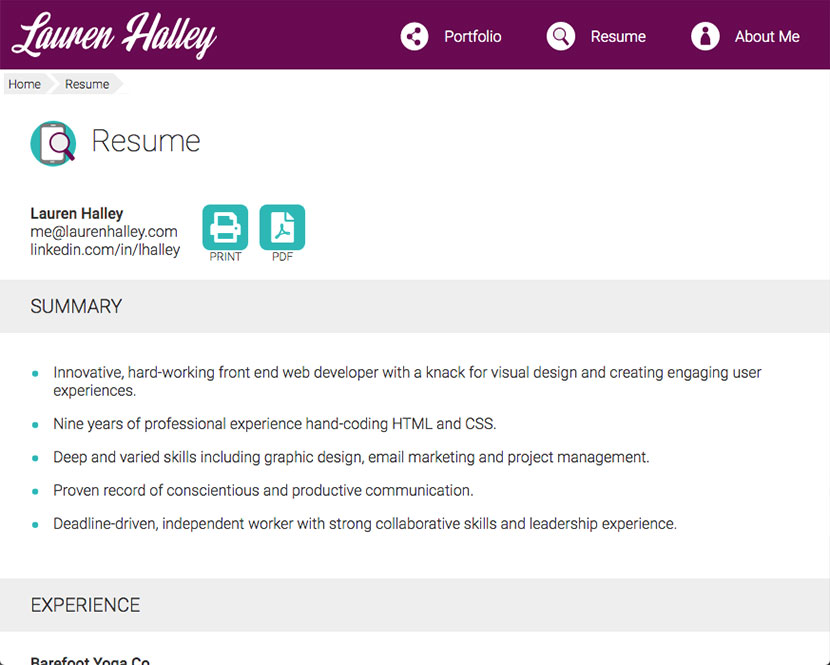 Lauren Halley
Portfolio
Resume
About Me
Home
Resume
Resume
Lauren Halley
me@laurenhalley.com
linkedin.com/in/lhalley
PRINT
PDF
SUMMARY
Innovative, hard-working front end web developer with a knack for visual design and creating engaging user
experiences.
Nine years of professional experience hand-coding HTML and CSS.
Deep and varied skills including graphic design, email marketing and project management.
Proven record of conscientious and productive communication.
Deadline-driven, independent worker with strong collaborative skills and leadership experience.
EXPERIENCE
Barefoot Yoga Co